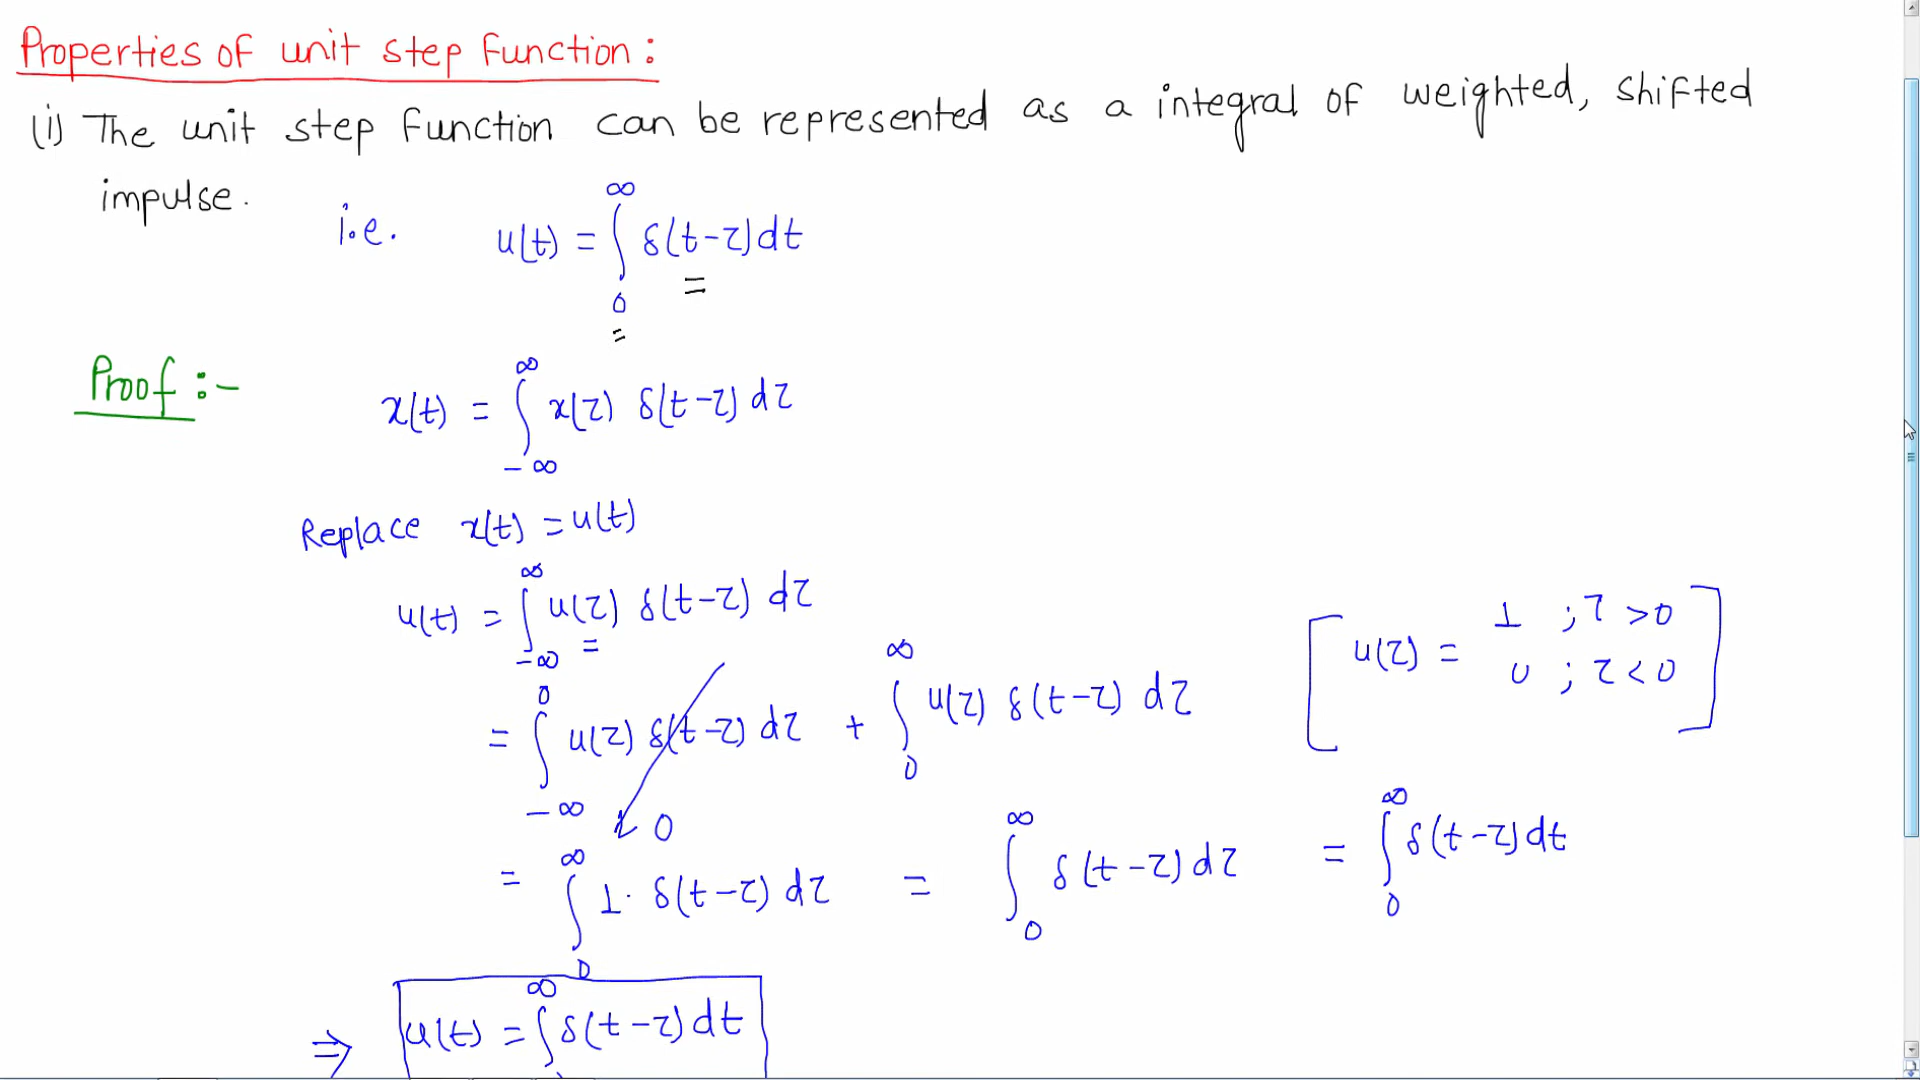 Properties of unit step function :
(i) The unit step function can be represented as a integral of weighted, shifted
impulse.
i.e. u(t) = ∫₀^∞ δ(t-τ)dt
Proof :-
x(t) = ∫_{-∞}^{∞} x(τ) δ(t-τ) dτ
Replace x(t) = u(t)
u(t) = ∫_{-∞}^{∞} u(τ) δ(t-τ) dτ
[ u(τ) = 1 ; τ >0
0 ; τ <0 ]
= ∫_{-∞}^{0} u(τ) δ(t-τ) dτ + ∫₀^∞ u(τ) δ(t-τ) dτ
0
= ∫₀^∞ 1. δ(t-τ) dτ = ∫₀^∞ δ(t-τ) dτ = ∫₀^∞ δ(t-τ)dt
⇒ u(t) = ∫^∞ δ(t-τ) dt